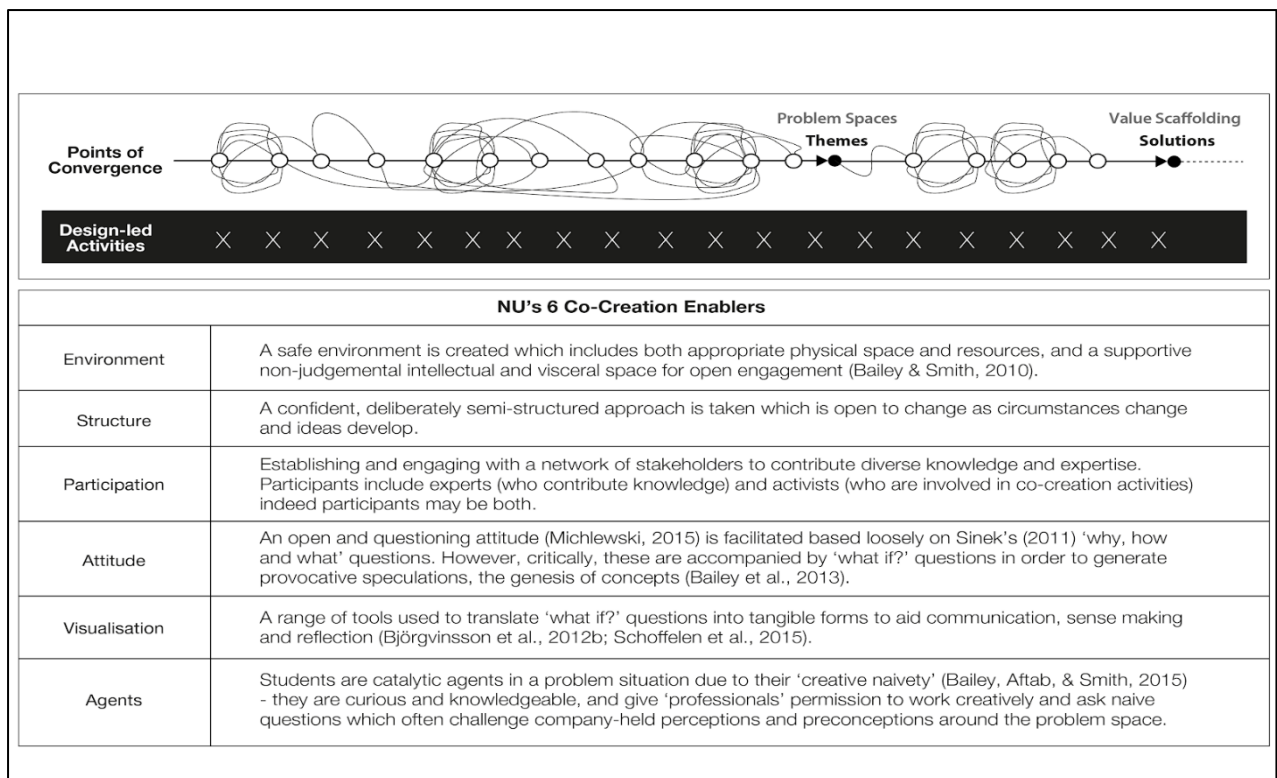 Problem Spaces
Value Scaffolding
Themes
Solutions
Points of
Convergence
Design-led
Activities
X X X X X X X X X X X X X X X X X X X X
NU's 6 Co-Creation Enablers
Environment
A safe environment is created which includes both appropriate physical space and resources, and a supportive
non-judgemental intellectual and visceral space for open engagement (Bailey & Smith, 2010).
Structure
A confident, deliberately semi-structured approach is taken which is open to change as circumstances change
and ideas develop.
Participation
Establishing and engaging with a network of stakeholders to contribute diverse knowledge and expertise.
Participants include experts (who contribute knowledge) and activists (who are involved in co-creation activities)
indeed participants may be both.
Attitude
An open and questioning attitude (Michlewski, 2015) is facilitated based loosely on Sinek's (2011) 'why, how
and what' questions. However, critically, these are accompanied by 'what if?' questions in order to generate
provocative speculations, the genesis of concepts (Bailey et al., 2013).
Visualisation
A range of tools used to translate 'what if?' questions into tangible forms to aid communication, sense making
and reflection (Björgvinsson et al., 2012b; Schoffelen et al., 2015).
Agents
Students are catalytic agents in a problem situation due to their 'creative naivety' (Bailey, Aftab, & Smith, 2015)
- they are curious and knowledgeable, and give 'professionals' permission to work creatively and ask naive
questions which often challenge company-held perceptions and preconceptions around the problem space.